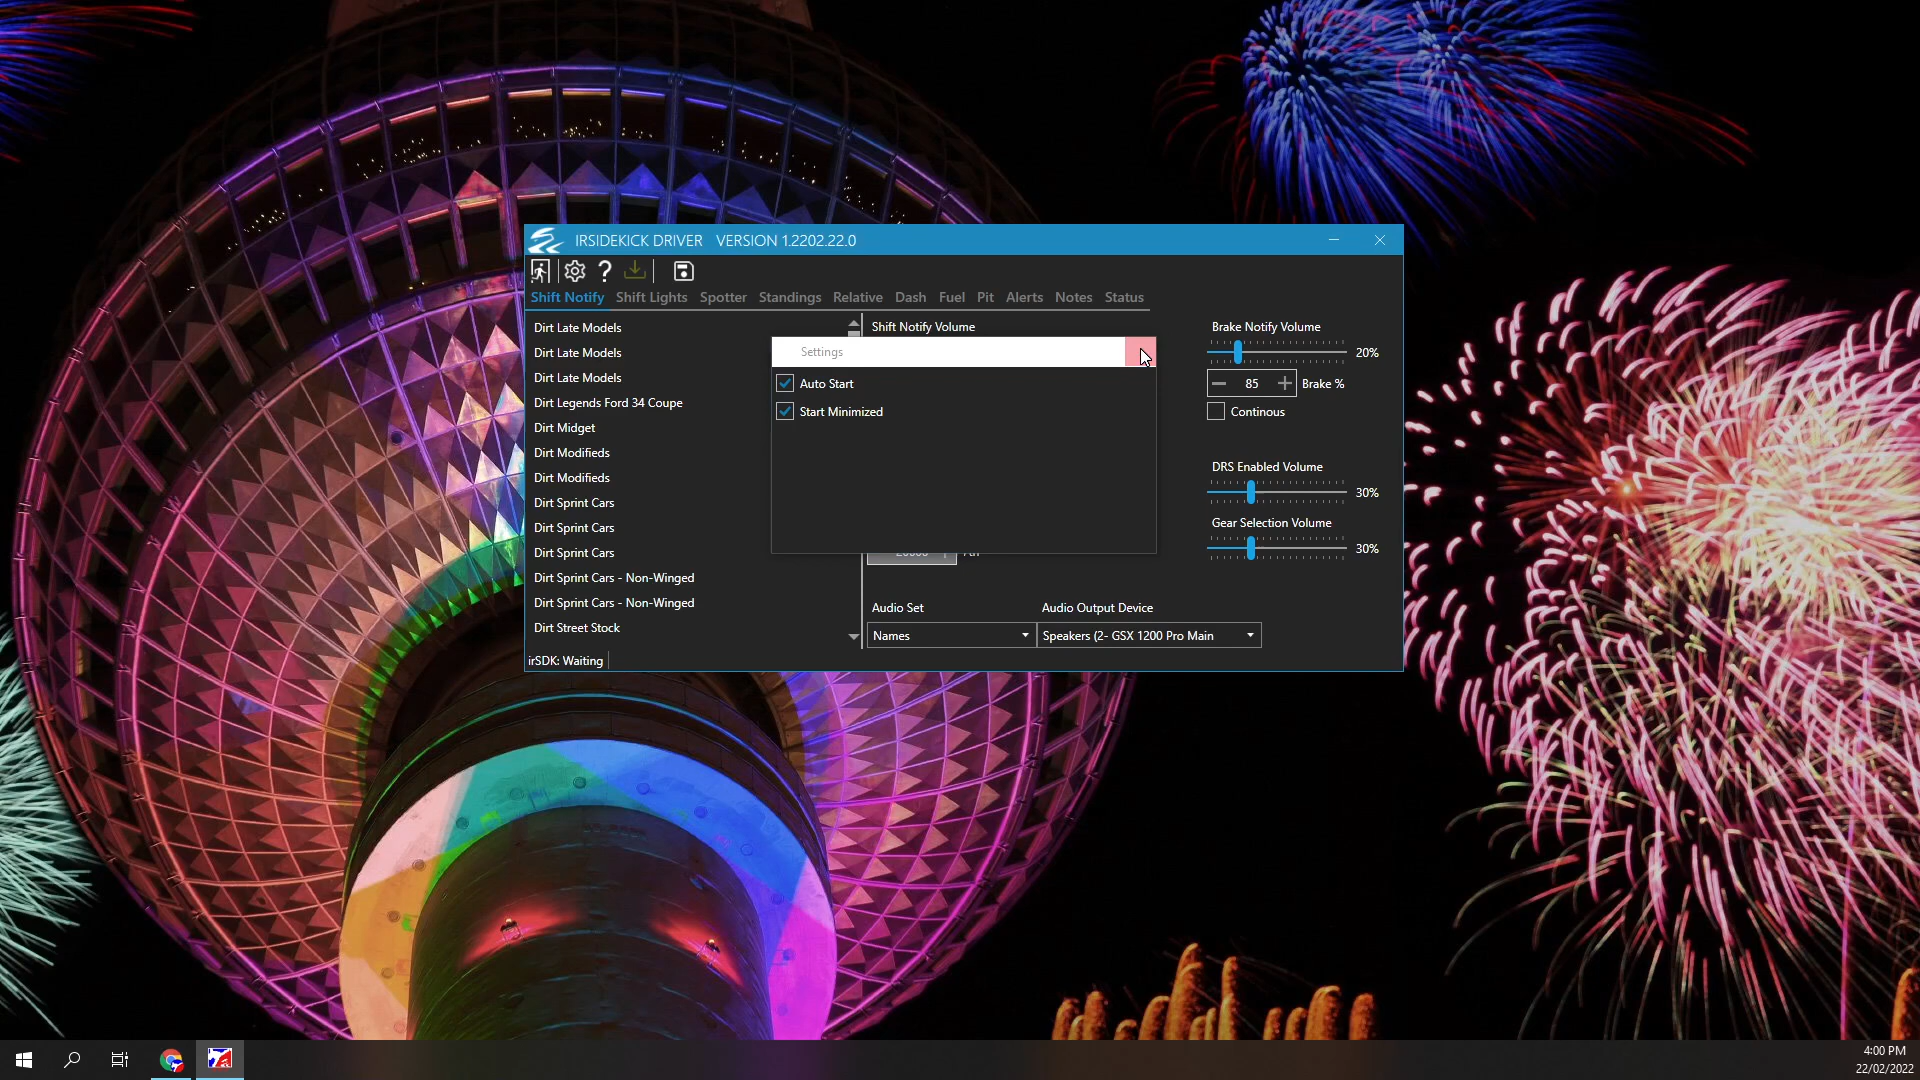 IRSIDEKICK DRIVER VERSION 1.2202.22.0
Shift Notify Shift Lights Spotter Standings Relative Dash Fuel Pit Alerts Notes Status
Dirt Late Models
Dirt Late Models
Dirt Late Models
Dirt Legends Ford 34 Coupe
Dirt Midget
Dirt Modifieds
Dirt Modifieds
Dirt Sprint Cars
Dirt Sprint Cars
Dirt Sprint Cars
Dirt Sprint Cars - Non-Winged
Dirt Sprint Cars - Non-Winged
Dirt Street Stock
Shift Notify Volume
Settings
Auto Start
Start Minimized
Audio Set
Names
Audio Output Device
Speakers (2- GSX 1200 Pro Main
Brake Notify Volume
20%
85 Brake %
Continous
DRS Enabled Volume
30%
Gear Selection Volume
30%
irSDK: Waiting
4:00 PM
22/02/2022